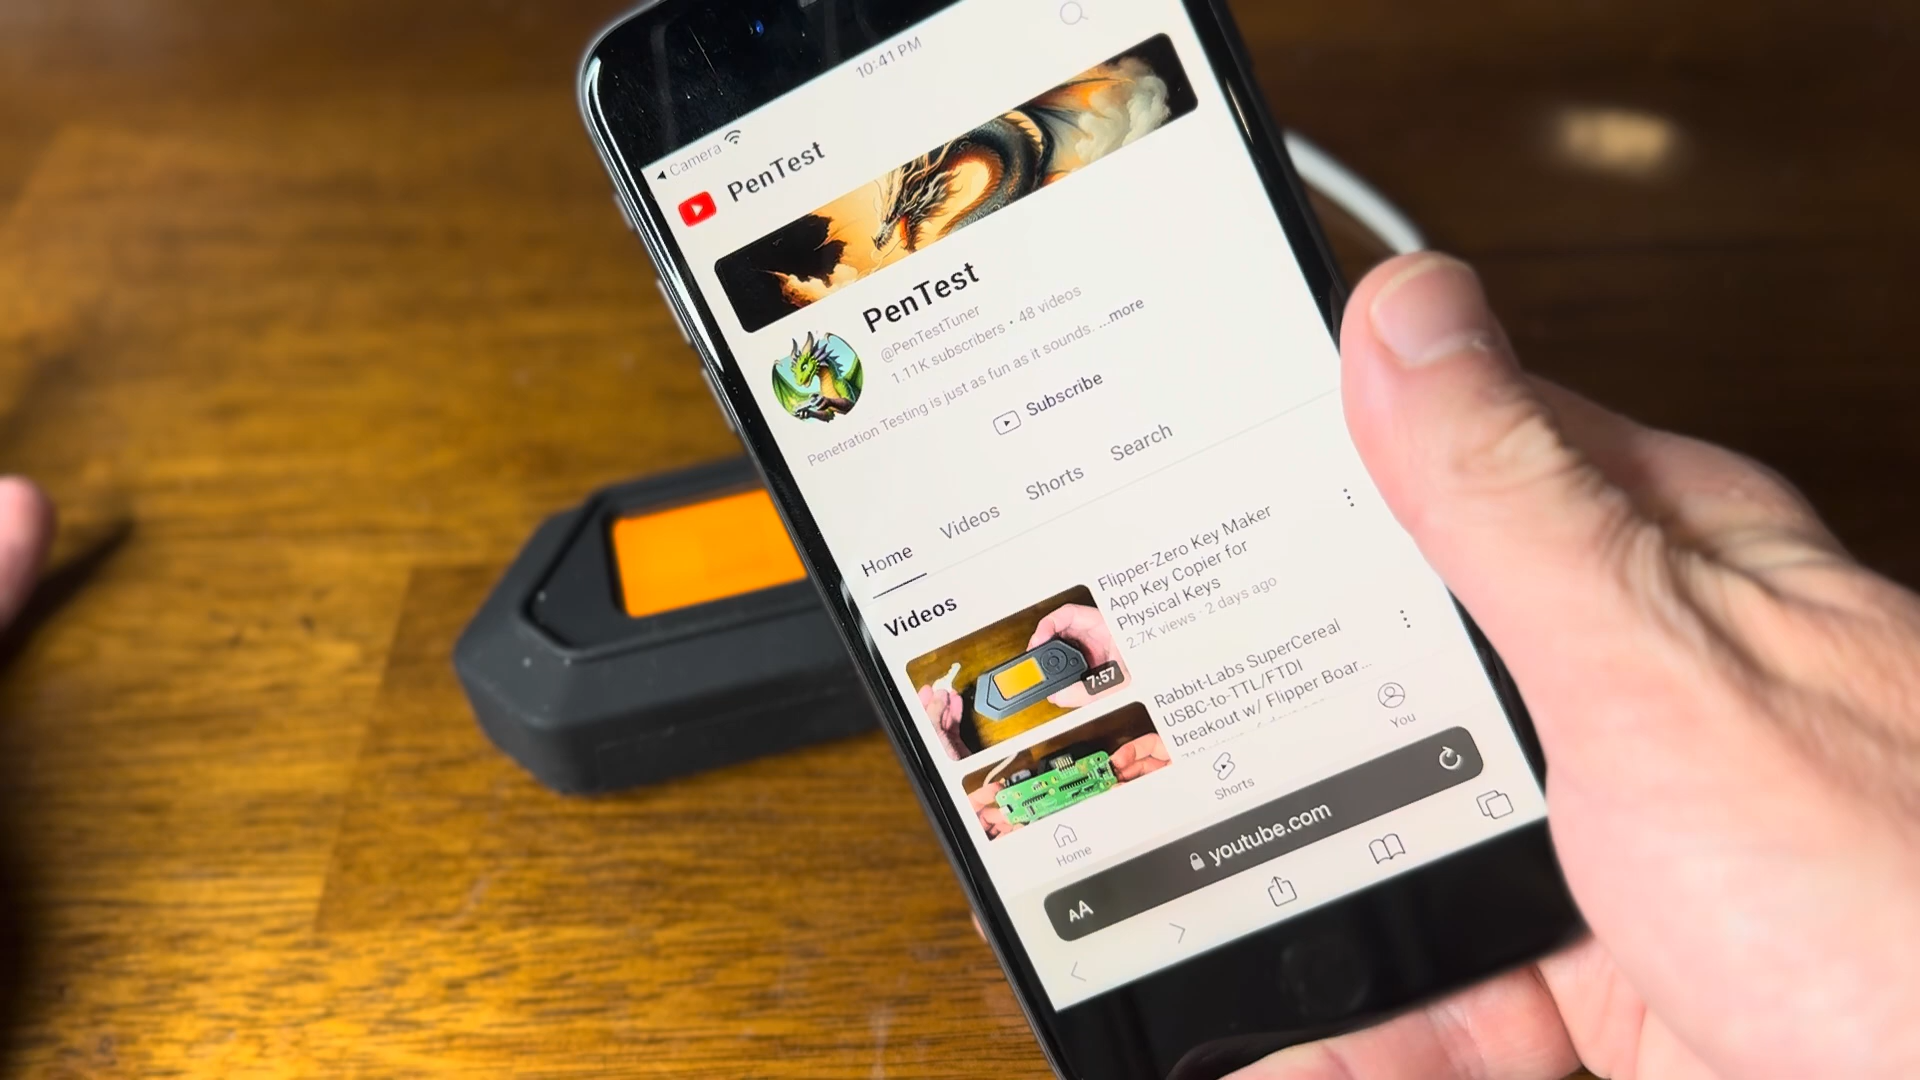 10:41 PM
Camera
PenTest
PenTest
@PenTestTuner
1.11K subscribers • 48 videos
Penetration Testing is just as fun as it sounds. ...more
Subscribe
Home Videos Shorts Search
Videos
Flipper-Zero Key Maker
App Key Copier for
Physical Keys
2.7K views · 2 days ago
7:57
Rabbit-Labs SuperCereal
USBC-to-TTL/FTDI
breakout w/ Flipper Boar...
Home
Shorts
You
AA
youtube.com